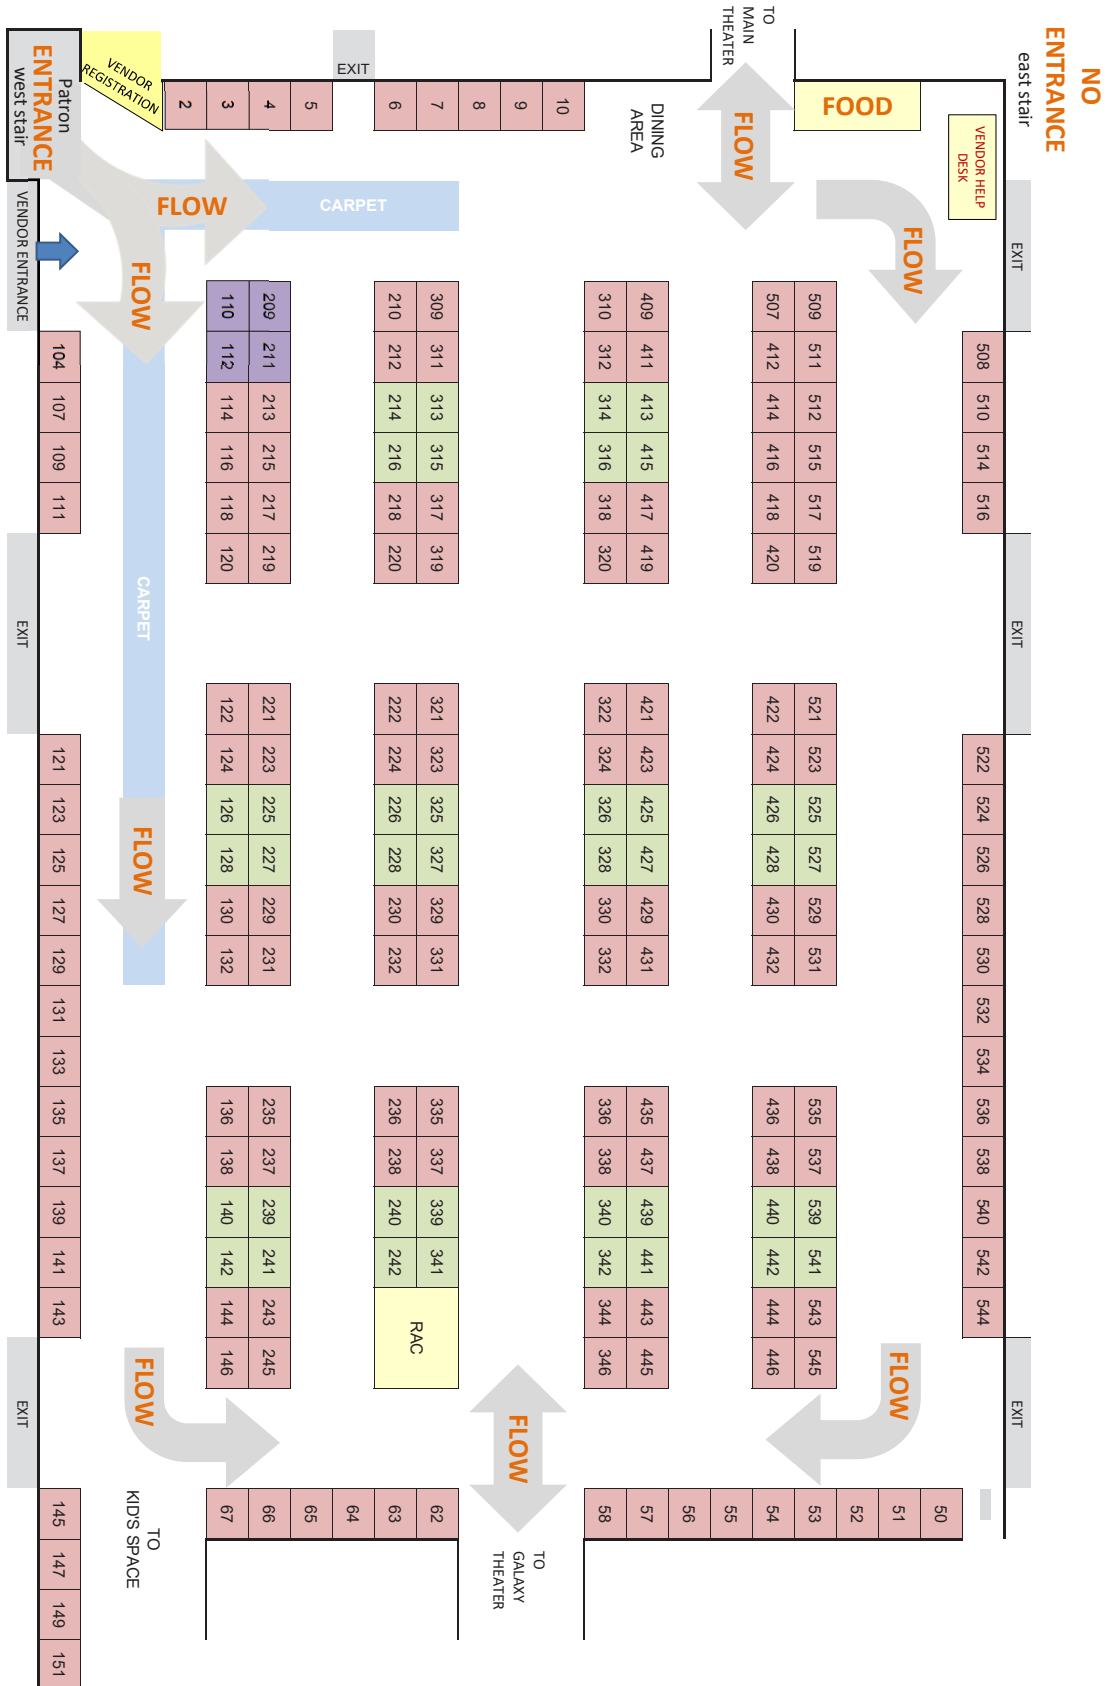 NO
ENTRANCE
east stair
TO
MAIN
THEATER
EXIT
VENDOR
REGISTRATION
Patron
ENTRANCE
west stair
2
3
4
5
6
7
8
9
10
DINING
AREA
FLOW
FOOD
VENDOR HELP
DESK
VENDOR ENTRANCE
FLOW
CARPET
FLOW
FLOW
EXIT
110 209 210 309 310 409 507 509
104 112 211 212 311 312 411 412 511 508
107 114 213 214 313 314 413 414 512 510
109 116 215 216 315 316 415 416 515 514
111 118 217 218 317 318 417 418 517 516
120 219 220 319 320 419 420 519
CARPET
EXIT
EXIT
122 221 222 321 322 421 422 521
121 124 223 224 323 324 423 424 523 522
123 126 225 226 325 326 425 426 525 524
125 128 227 228 327 328 427 428 527 526
FLOW
127 130 229 230 329 330 429 430 529 528
129 132 231 232 331 332 431 432 531 530
131 532
133 534
135 136 235 236 335 336 435 436 535 536
137 138 237 238 337 338 437 438 537 538
139 140 239 240 339 340 439 440 539 540
141 142 241 242 341 342 441 442 541 542
143 144 243 RAC 344 443 444 543 544
146 245 346 445 446 545
FLOW
FLOW
FLOW
EXIT
EXIT
145 67 66 65 64 63 62 58 57 56 55 54 53 52 51 50
147
149
151
TO
KID'S SPACE
TO
GALAXY
THEATER